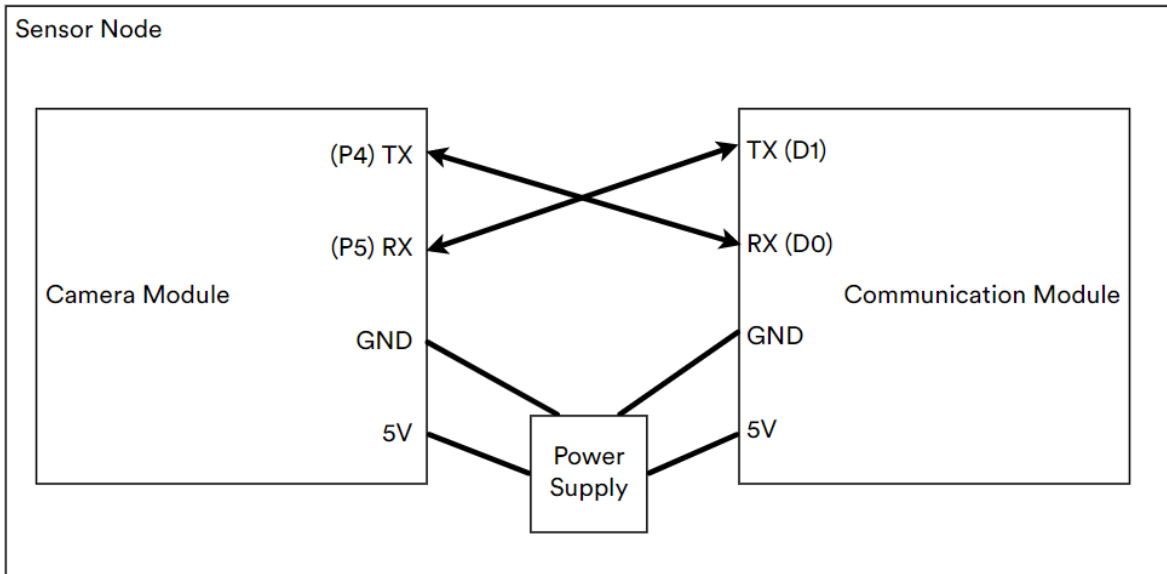 Sensor Node
(P4) TX
TX (D1)
(P5) RX
RX (D0)
Camera Module
Communication Module
GND
GND
5V
5V
Power
Supply